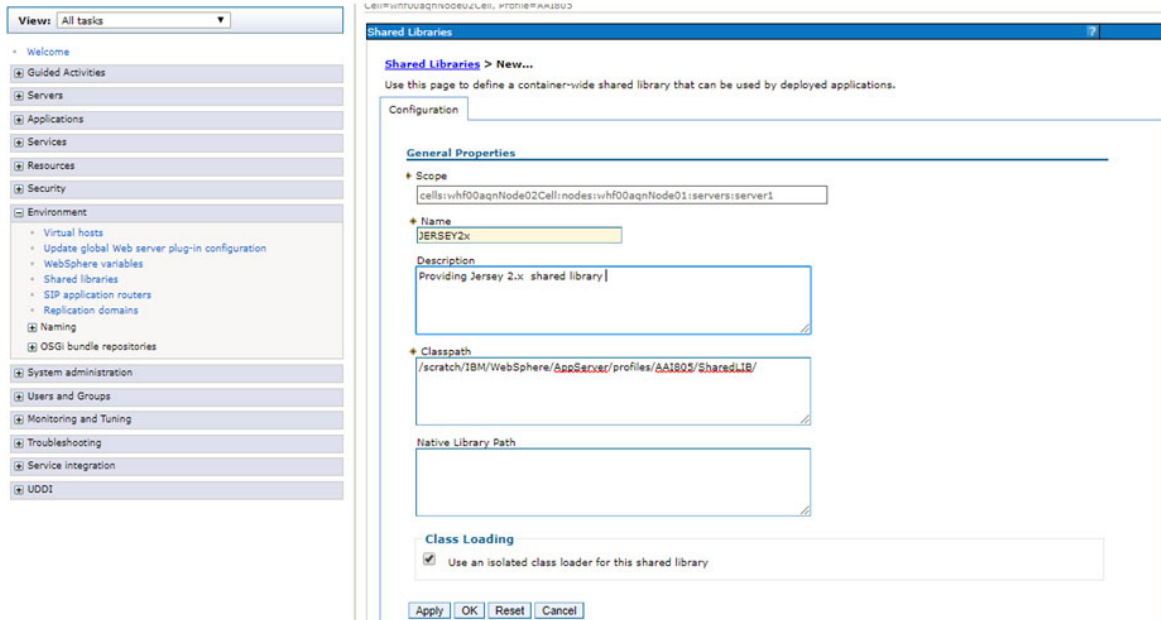 Cell=whf00aqnNode02Cell, Profile=AAI805
View: All tasks
Welcome
Guided Activities
Servers
Applications
Services
Resources
Security
Environment
Virtual hosts
Update global Web server plug-in configuration
WebSphere variables
Shared libraries
SIP application routers
Replication domains
Naming
OSGi bundle repositories
System administration
Users and Groups
Monitoring and Tuning
Troubleshooting
Service integration
UDDI
Shared Libraries ?
Shared Libraries > New...
Use this page to define a container-wide shared library that can be used by deployed applications.
Configuration
General Properties
Scope
cells:whf00aqnNode02Cell:nodes:whf00aqnNode01:servers:server1
Name
JERSEY2x
Description
Providing Jersey 2.x shared library
Classpath
/scratch/IBM/WebSphere/AppServer/profiles/AAI805/SharedLIB/
Native Library Path
Class Loading
Use an isolated class loader for this shared library
Apply OK Reset Cancel